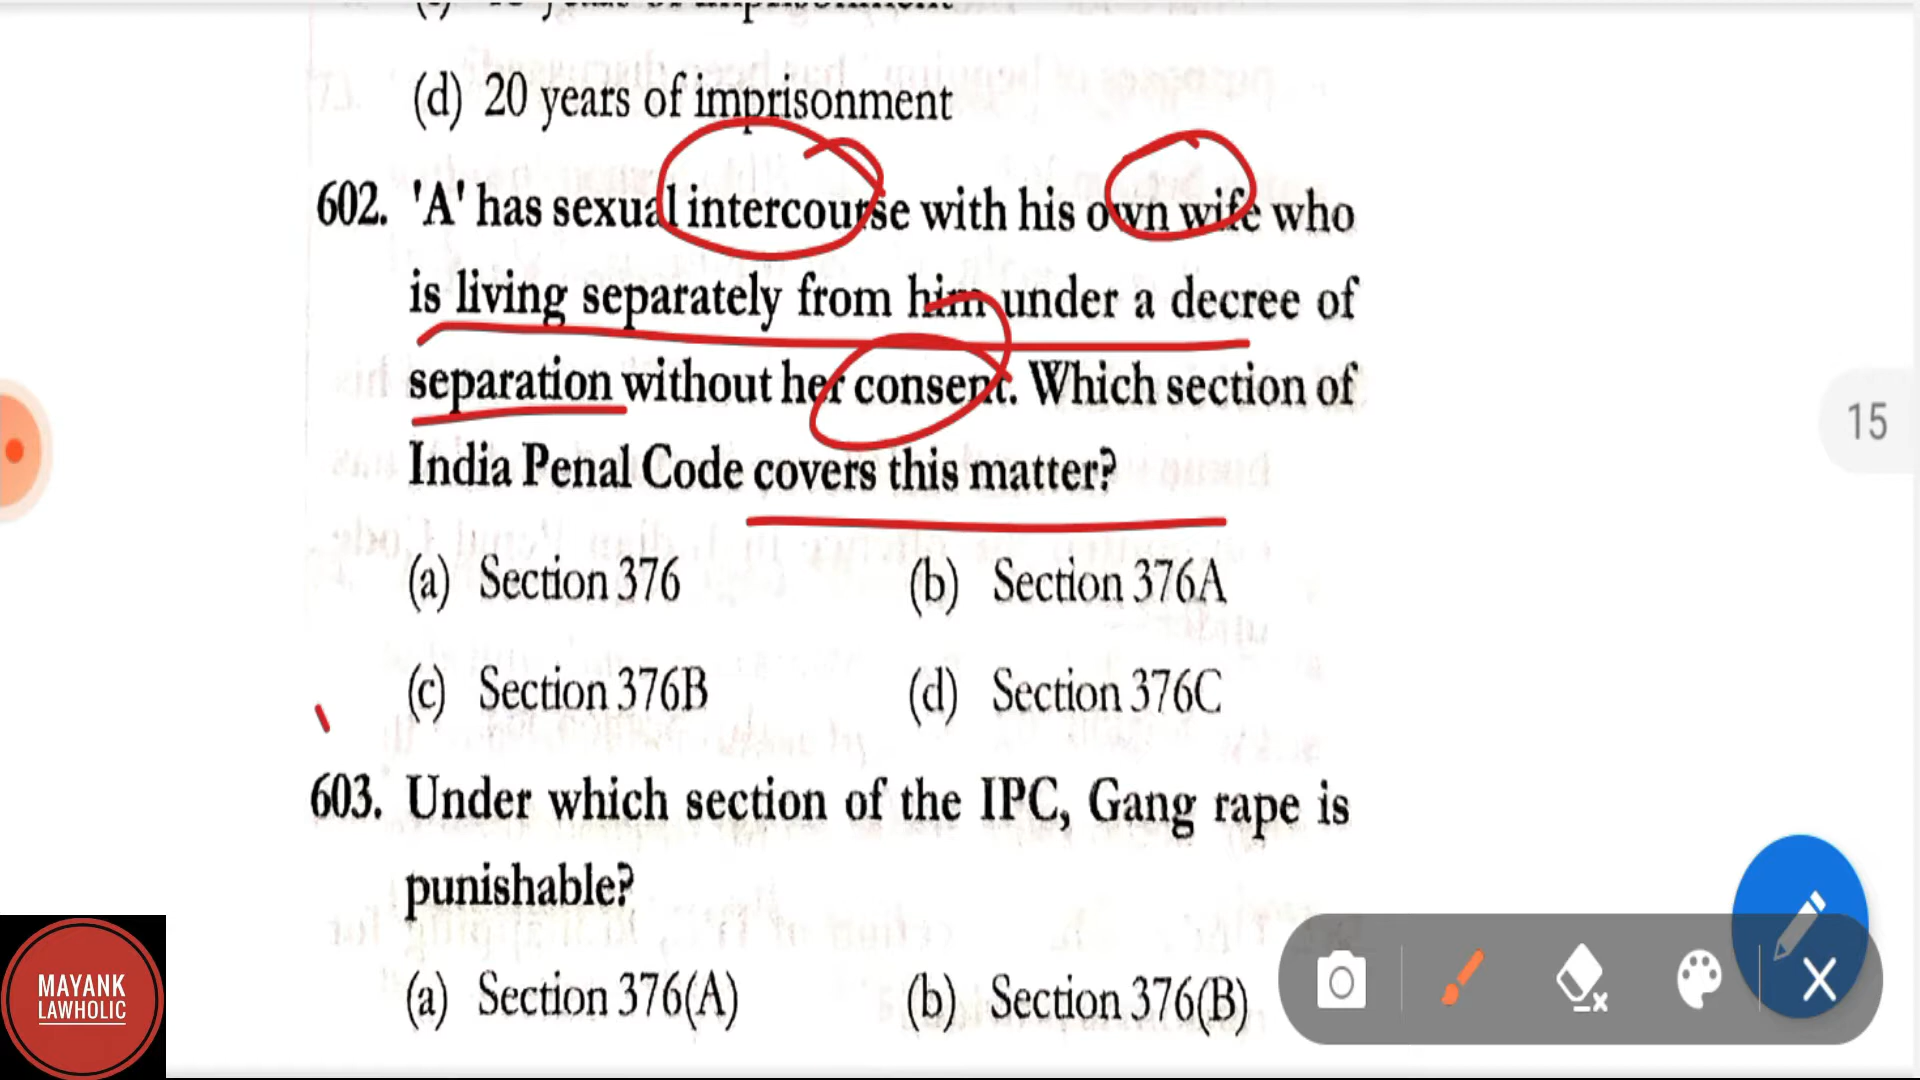 (d) 20 years of imprisonment
602. 'A' has sexual intercourse with his own wife who
is living separately from him under a decree of
separation without her consent. Which section of
India Penal Code covers this matter?
(a) Section 376 (b) Section 376A
(c) Section 376B (d) Section 376C
603. Under which section of the IPC, Gang rape is
punishable?
(a) Section 376(A) (b) Section 376(B)
15
MAYANK
LAWHOLIC